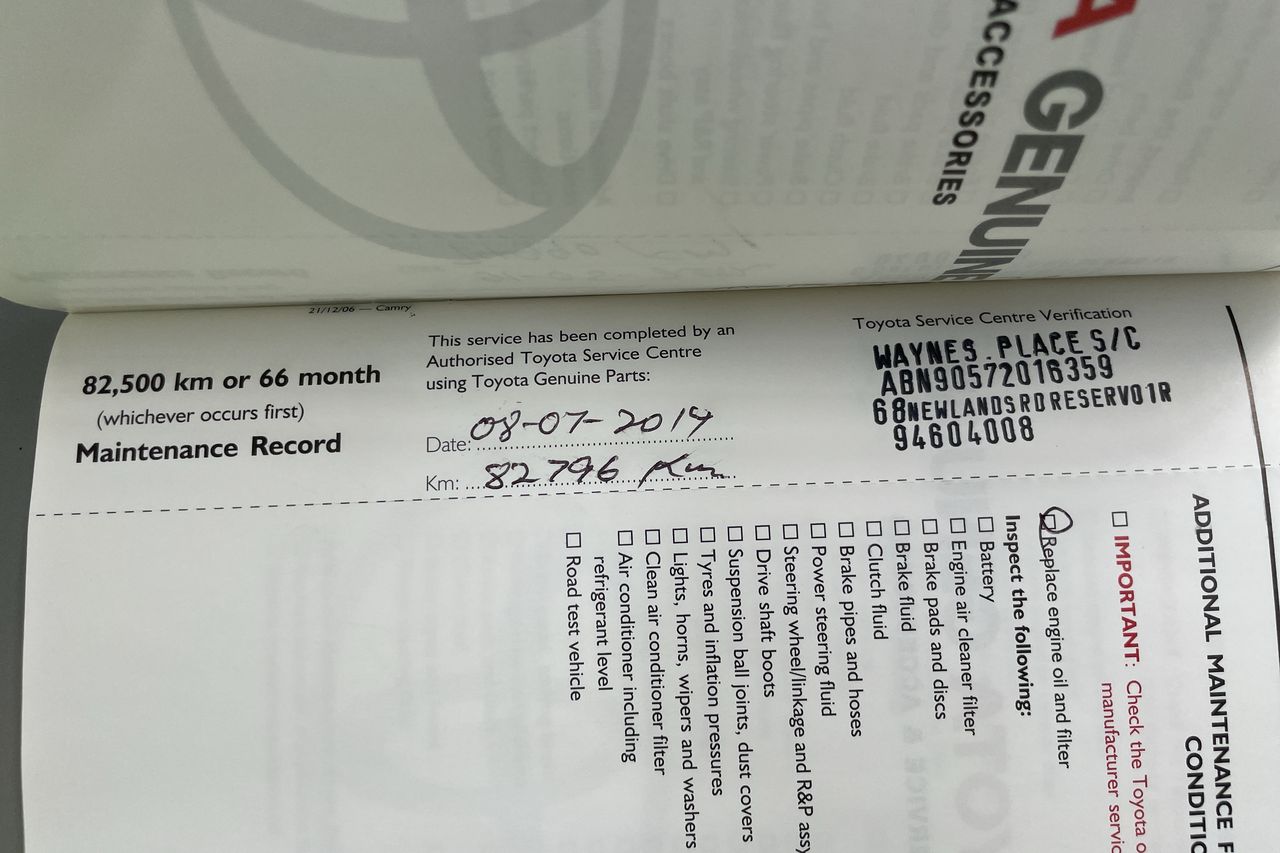 A GENUINE
ACCESSORIES
21/12/06 — Camry
82,500 km or 66 month
(whichever occurs first)
Maintenance Record
This service has been completed by an
Authorised Toyota Service Centre
using Toyota Genuine Parts:
Date: 08-07-2014
Km: 82796 Km
Toyota Service Centre Verification
WAYNES.PLACE S/C
ABN90572016359
68NEWLANDSRDRESERVO1R
94604008
ADDITIONAL MAINTENANCE F
CONDITIC
☐ IMPORTANT: Check the Toyota o
manufacturer servic
☐ Replace engine oil and filter
Inspect the following:
☐ Battery
☐ Engine air cleaner filter
☐ Brake pads and discs
☐ Brake fluid
☐ Clutch fluid
☐ Brake pipes and hoses
☐ Power steering fluid
☐ Steering wheel/linkage and R&P assy
☐ Drive shaft boots
☐ Suspension ball joints, dust covers
☐ Tyres and inflation pressures
☐ Lights, horns, wipers and washers
☐ Clean air conditioner filter
☐ Air conditioner including
refrigerant level
☐ Road test vehicle